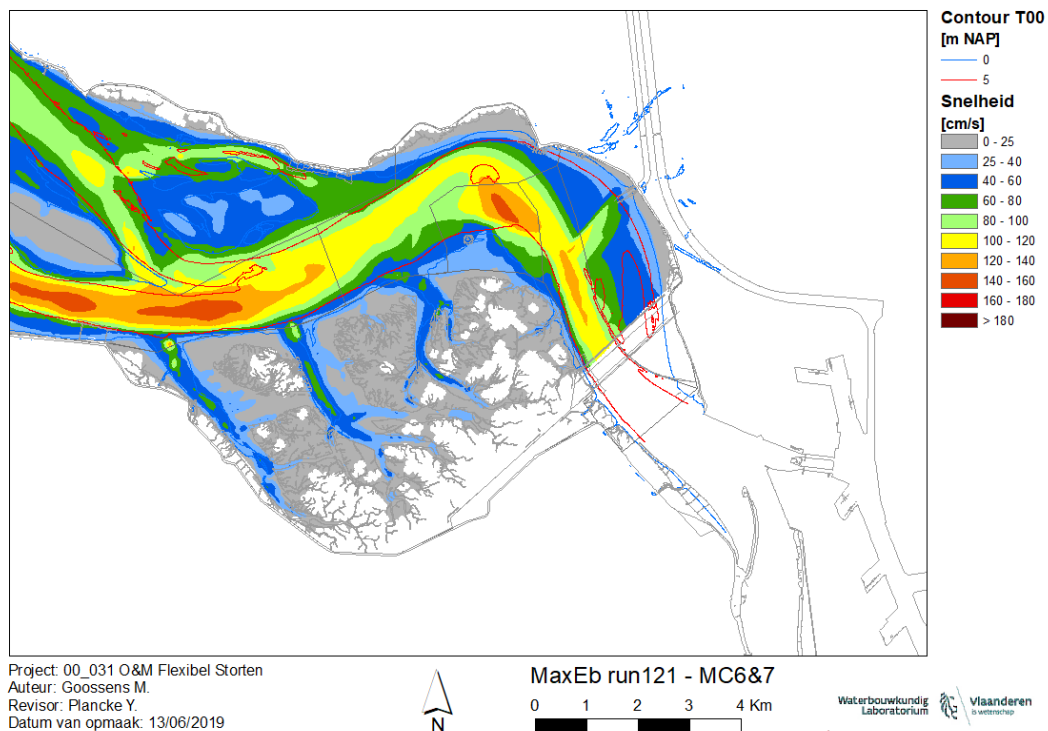 Contour T00
[m NAP]
0
5
Snelheid
[cm/s]
0 - 25
25 - 40
40 - 60
60 - 80
80 - 100
100 - 120
120 - 140
140 - 160
160 - 180
> 180
Project: 00_031 O&M Flexibel Storten
Auteur: Goossens M.
Revisor: Plancke Y.
Datum van opmaak: 13/06/2019
N
MaxEb run121 - MC6&7
0 1 2 3 4 Km
Waterbouwkundig
Laboratorium
Vlaanderen
is wetenschap